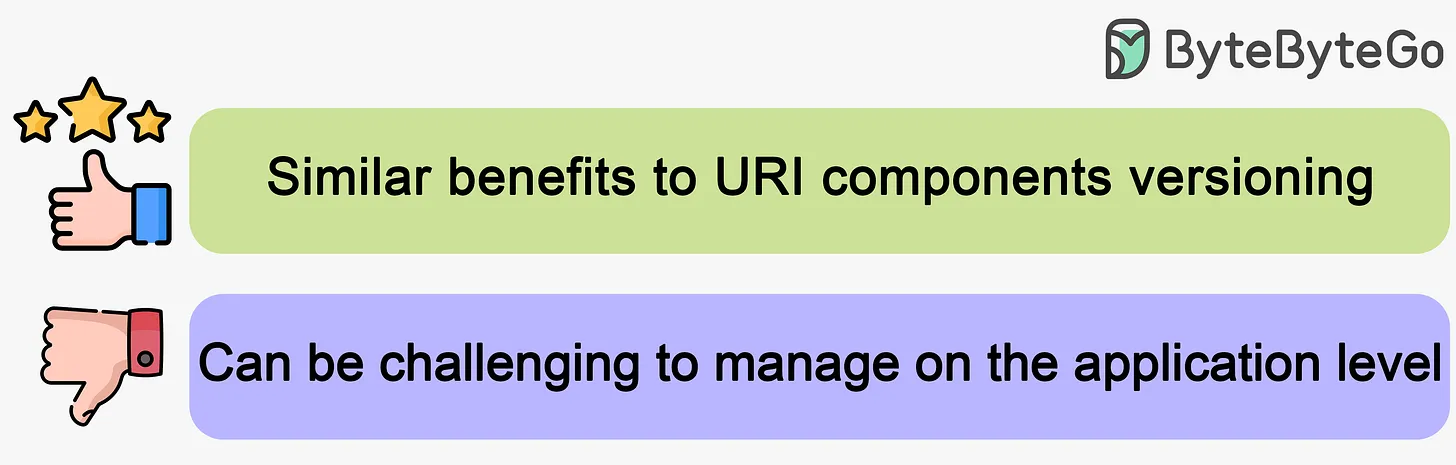 ByteByteGo
Similar benefits to URI components versioning
Can be challenging to manage on the application level